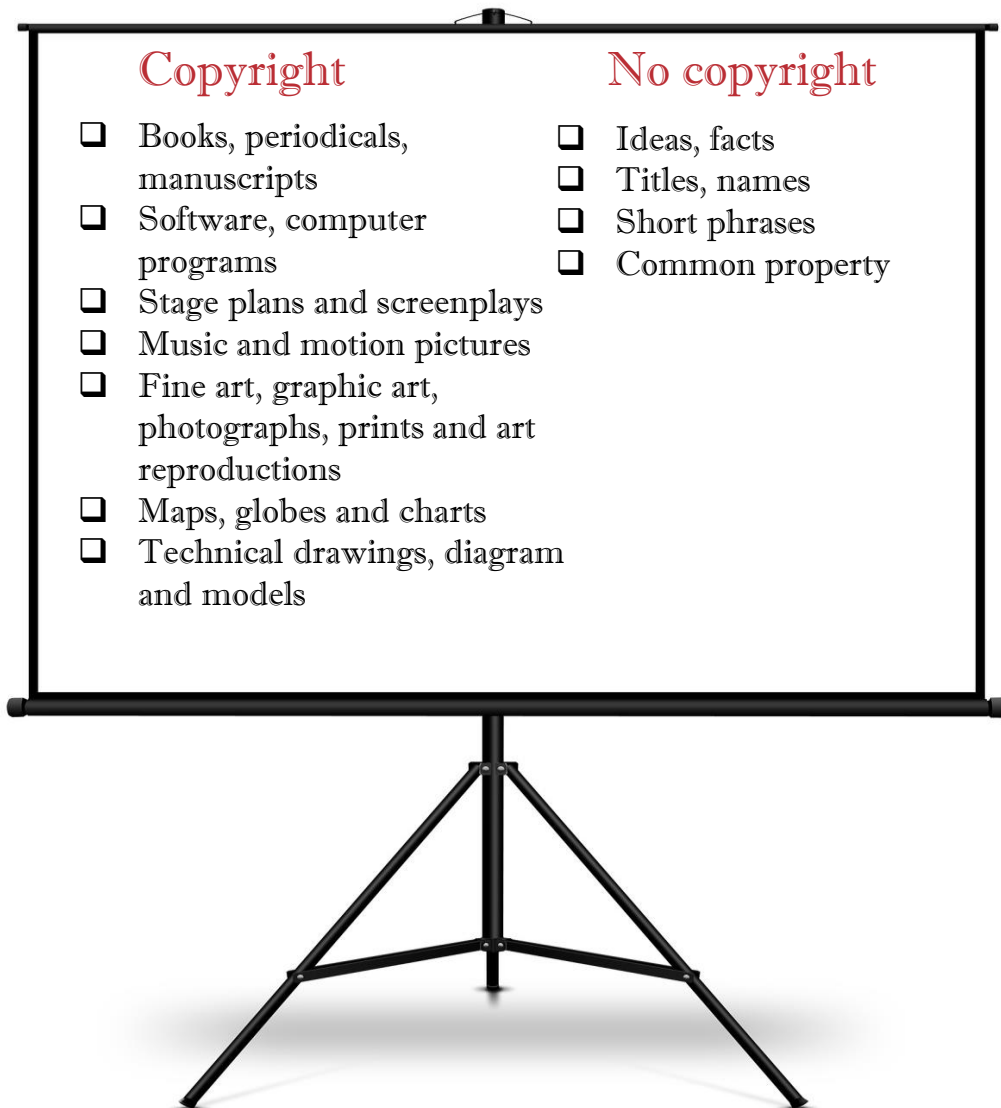 Copyright
❑ Books, periodicals,
manuscripts
❑ Software, computer
programs
❑ Stage plans and screenplays
❑ Music and motion pictures
❑ Fine art, graphic art,
photographs, prints and art
reproductions
❑ Maps, globes and charts
❑ Technical drawings, diagram
and models
No copyright
❑ Ideas, facts
❑ Titles, names
❑ Short phrases
❑ Common property